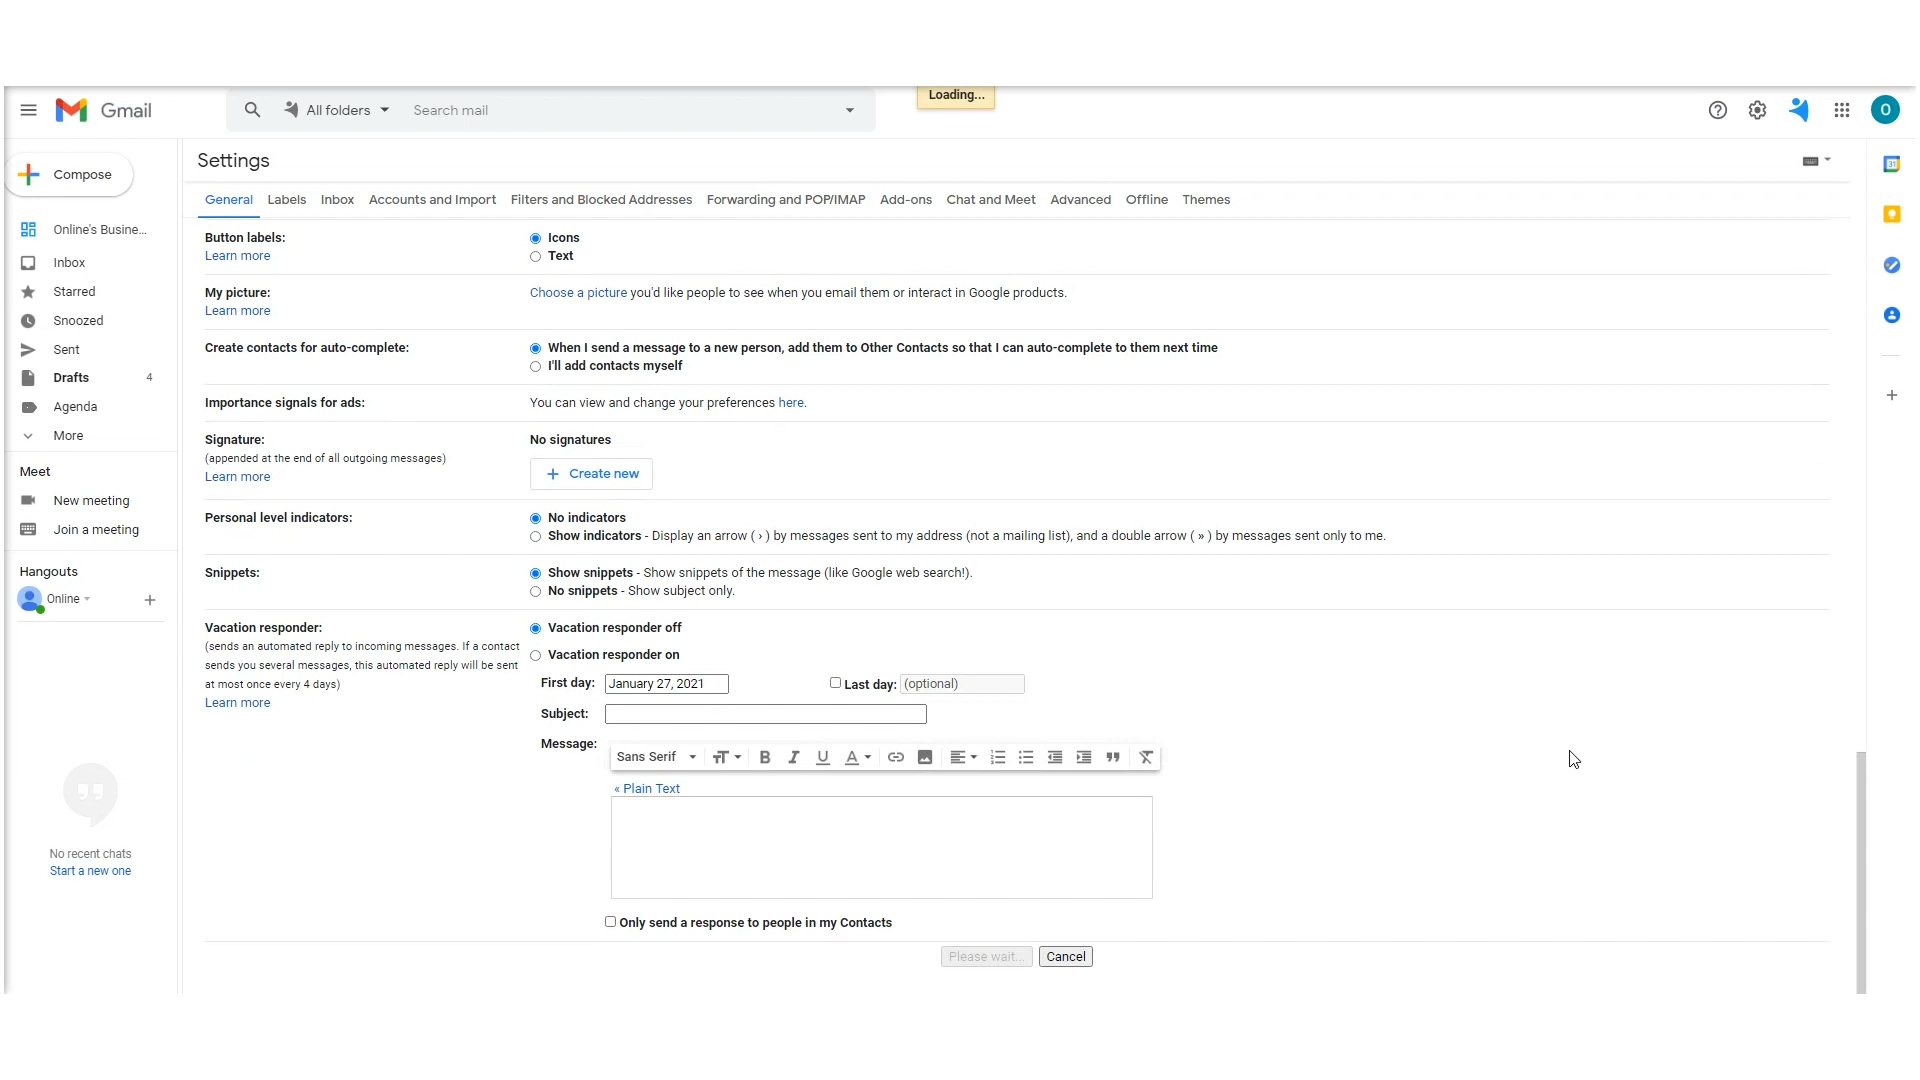 Loading...
Gmail
All folders
Search mail
O
Compose
Online's Busine...
Inbox
Starred
Snoozed
Sent
Drafts 4
Agenda
More
Meet
New meeting
Join a meeting
Hangouts
Online
No recent chats
Start a new one
Settings
General Labels Inbox Accounts and Import Filters and Blocked Addresses Forwarding and POP/IMAP Add-ons Chat and Meet Advanced Offline Themes
Button labels: Icons
Learn more Text
My picture: Choose a picture you'd like people to see when you email them or interact in Google products.
Learn more
Create contacts for auto-complete: When I send a message to a new person, add them to Other Contacts so that I can auto-complete to them next time
I'll add contacts myself
Importance signals for ads: You can view and change your preferences here.
Signature: No signatures
(appended at the end of all outgoing messages)
Learn more
+ Create new
Personal level indicators: No indicators
Show indicators - Display an arrow ( › ) by messages sent to my address (not a mailing list), and a double arrow ( » ) by messages sent only to me.
Snippets: Show snippets - Show snippets of the message (like Google web search!).
No snippets - Show subject only.
Vacation responder: Vacation responder off
(sends an automated reply to incoming messages. If a contact
sends you several messages, this automated reply will be sent
at most once every 4 days)
Learn more
Vacation responder on
First day: January 27, 2021 Last day: (optional)
Subject:
Message:
Sans Serif B I U A
« Plain Text
Only send a response to people in my Contacts
Please wait... Cancel
31